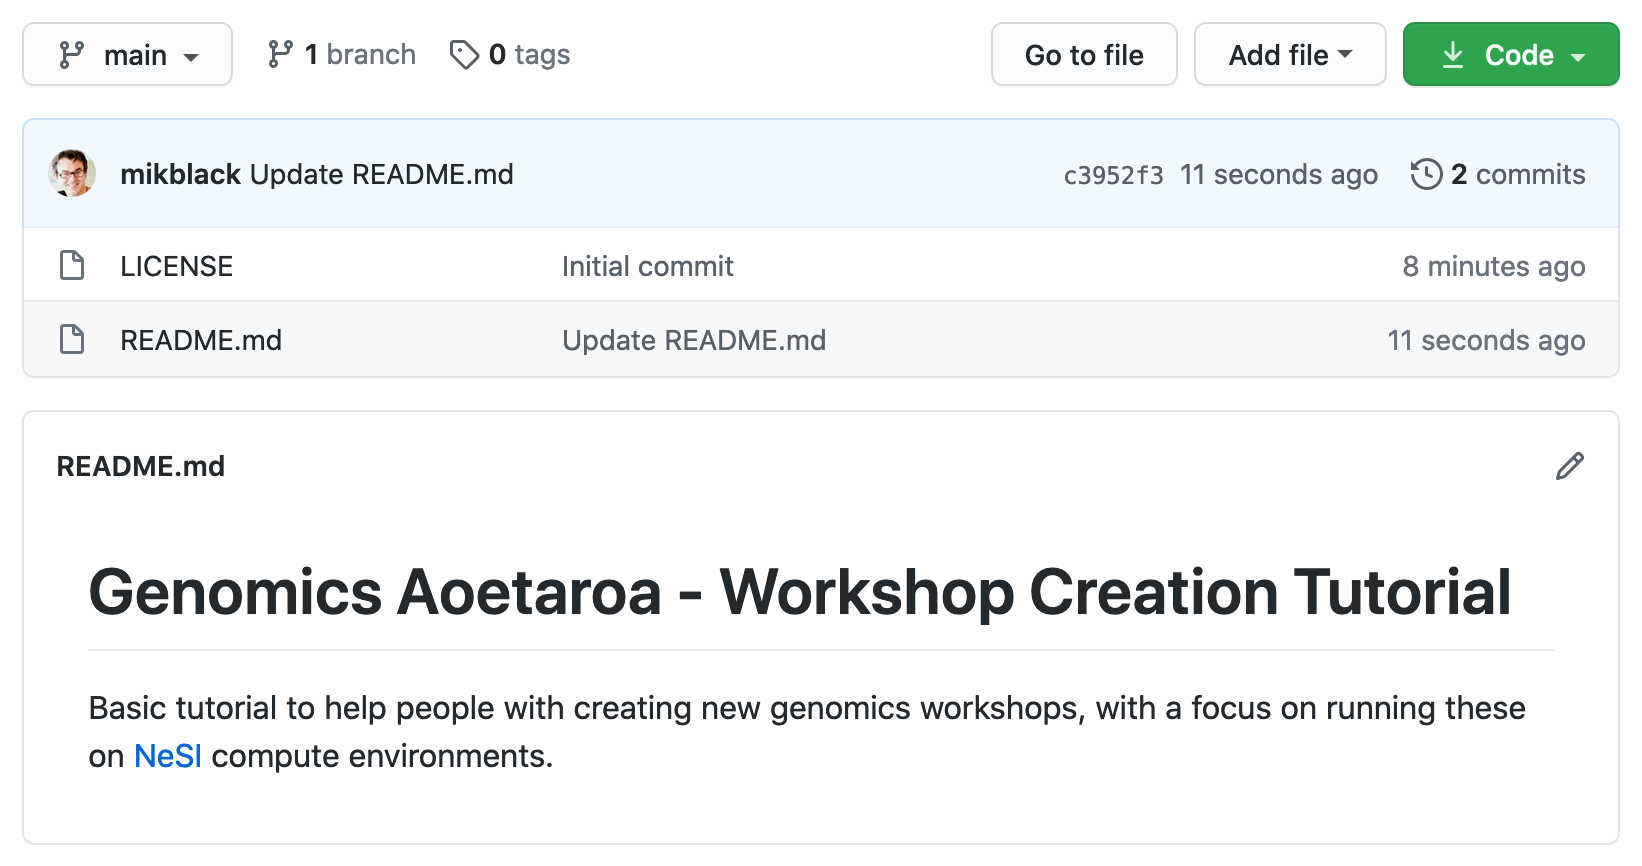 main 1 branch 0 tags Go to file Add file Code
mikblack Update README.md c3952f3 11 seconds ago 2 commits
LICENSE Initial commit 8 minutes ago
README.md Update README.md 11 seconds ago
README.md
Genomics Aoetaroa - Workshop Creation Tutorial
Basic tutorial to help people with creating new genomics workshops, with a focus on running these
on NeSI compute environments.